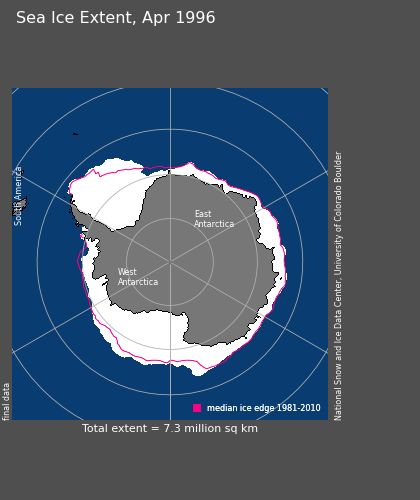 Sea Ice Extent, Apr 1996
South America
East
Antarctica
West
Antarctica
National Snow and Ice Data Center, University of Colorado Boulder
final data
median ice edge 1981-2010
Total extent = 7.3 million sq km